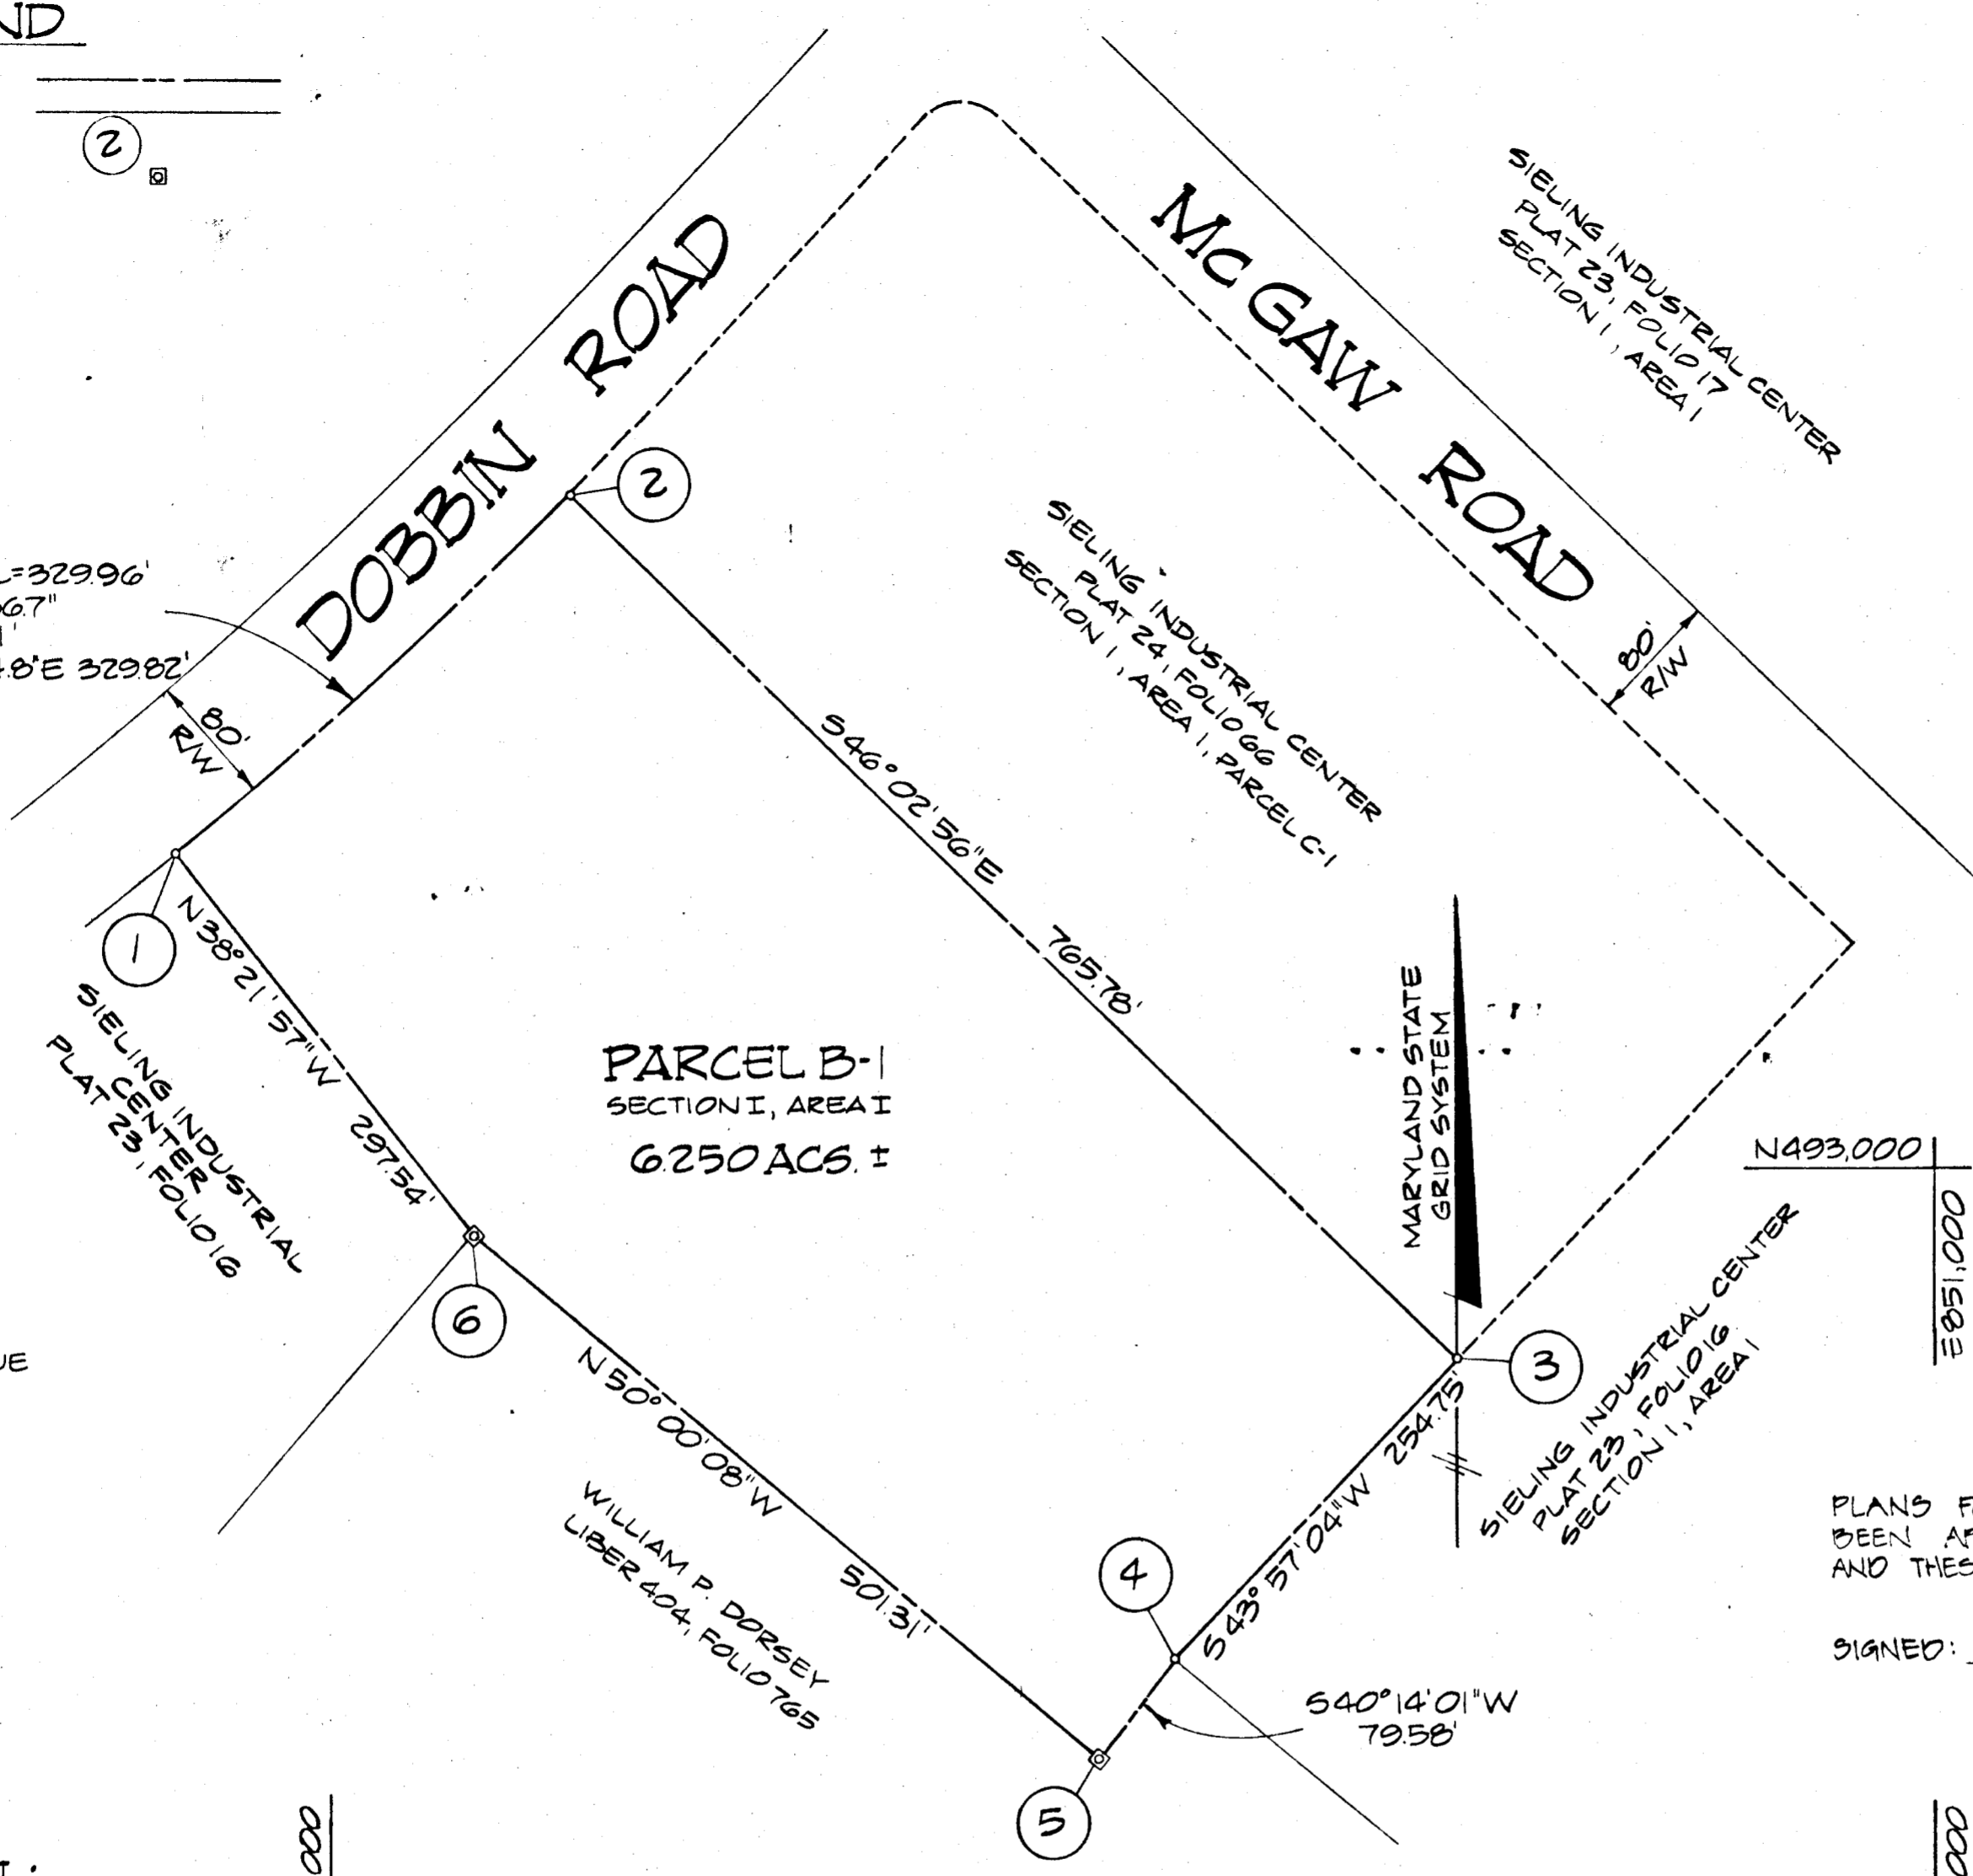 ND
2
L=329.96'
6.7"
1'
4.8"E 329.82'
80'
R/W
DOBBIN ROAD
2
MCGAW ROAD
SIELING INDUSTRIAL CENTER
PLAT 23, FOLIO 17
SECTION 1, AREA 1
SIELING INDUSTRIAL CENTER
PLAT 24, FOLIO 66
SECTION 1, AREA 1, PARCEL C-1
80'
R/W
S46°02'56"E 765.78'
1
N38°21'57"W 297.54'
SIELING INDUSTRIAL
CENTER
PLAT 23, FOLIO 16
PARCEL B-1
SECTION I, AREA I
6.250 ACS. ±
MARYLAND STATE
GRID SYSTEM
N493,000
E851,000
6
3
UE
N50°00'08"W 501.31'
WILLIAM P. DORSEY
LIBER 404, FOLIO 765
S43°57'04"W 254.75'
SIELING INDUSTRIAL CENTER
PLAT 23, FOLIO 16
SECTION 1, AREA 1
4
S40°14'01"W
79.58'
5
PLANS F
BEEN AP
AND THES
SIGNED:
000
000